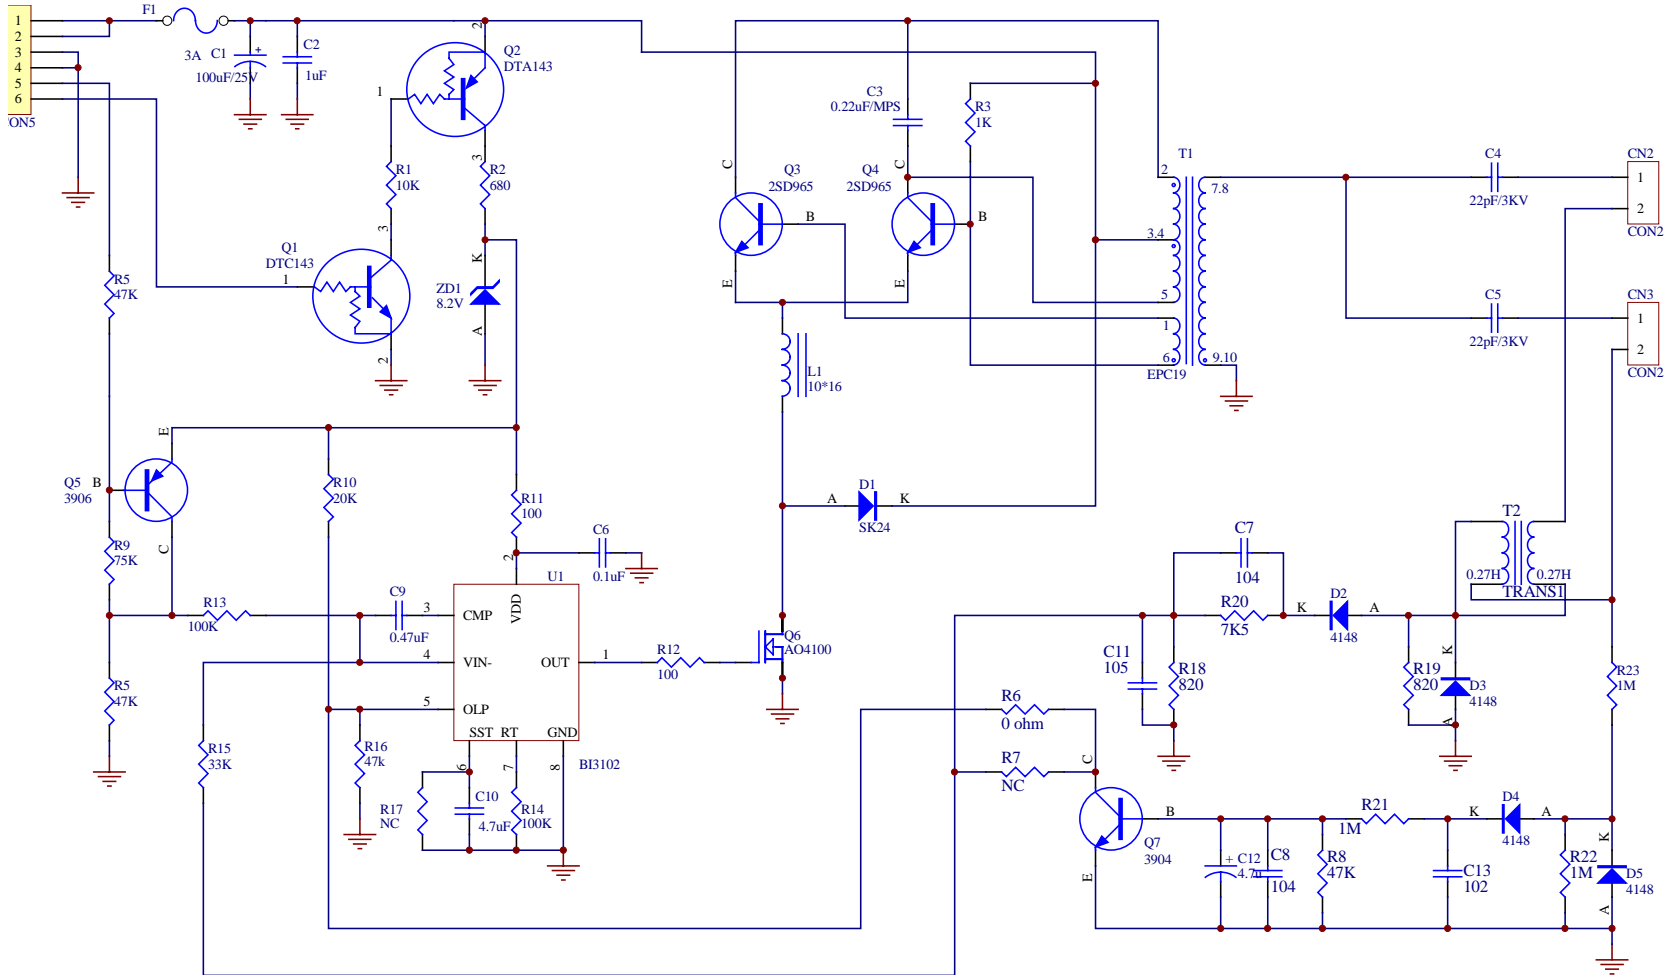 1
2
3
4
5
6
F1
3A
C1
100uF/25V
+
C2
1uF
2
Q2
DTA143
1
3
R1
10K
R2
680
3
Q1
DTC143
1
2
K
ZD1
8.2V
A
R5
47K
C3
0.22uF/MPS
R3
1K
C
Q3
2SD965
B
E
C
Q4
2SD965
B
E
T1
2
7.8
3.4
5
1
6
9.10
EPC19
C4
22pF/3KV
CN2
1
2
CON2
C5
22pF/3KV
CN3
1
2
CON2
L1
10*16
E
Q5
3906
B
C
R10
20K
R11
100
2
C6
0.1uF
R9
75K
R13
100K
C9
0.47uF
3
4
5
U1
VDD
CMP
VIN-
OLP
OUT
SST
RT
GND
BI3102
1
6
7
8
R12
100
Q6
AO4100
A
D1
K
SK24
R5
47K
R15
33K
R16
47k
R17
NC
C10
4.7uF
R14
100K
C7
104
R20
7K5
K
D2
A
4148
T2
0.27H
0.27H
TRANS1
C11
105
R18
820
R19
820
K
D3
4148
A
R23
1M
R6
0 ohm
R7
NC
C
Q7
3904
B
E
+
C12
4.7u
C8
104
R8
47K
R21
1M
C13
102
K
D4
A
4148
R22
1M
K
D5
4148
A